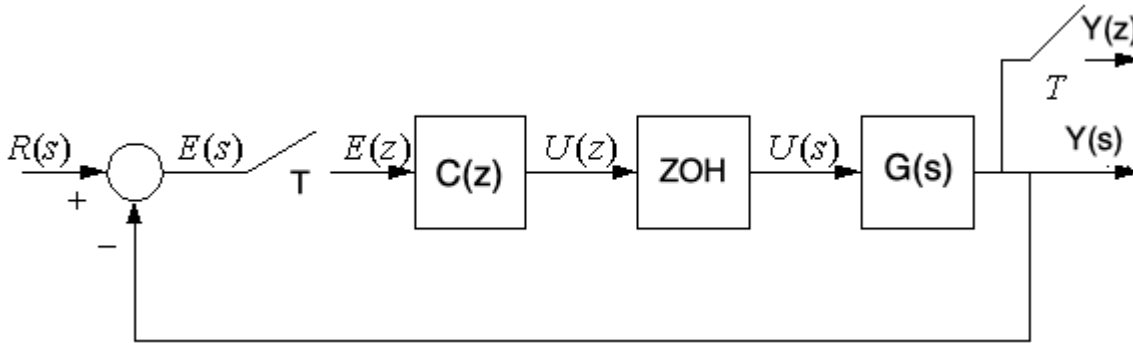 Y(z)
T
R(s)
E(s)
E(z)
U(z)
U(s)
Y(s)
+
T
C(z)
ZOH
G(s)
−